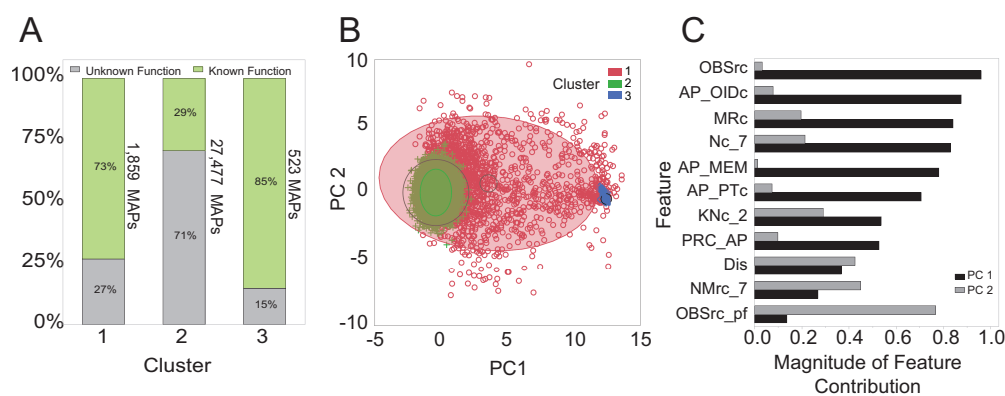 A
Unknown Function
Known Function
100%
75%
50%
25%
0%
73%
27%
1,859 MAPs
29%
71%
27,477 MAPs
85%
15%
523 MAPs
1 2 3
Cluster
B
10
5
0
-5
-10
PC 2
Cluster
1
2
3
-5 0 5 10 15
PC1
C
Feature
OBSrc
AP_OIDc
MRc
Nc_7
AP_MEM
AP_PTc
KNc_2
PRC_AP
Dis
NMrc_7
OBSrc_pf
PC 1
PC 2
0.0 0.2 0.4 0.6 0.8 1.0
Magnitude of Feature
Contribution